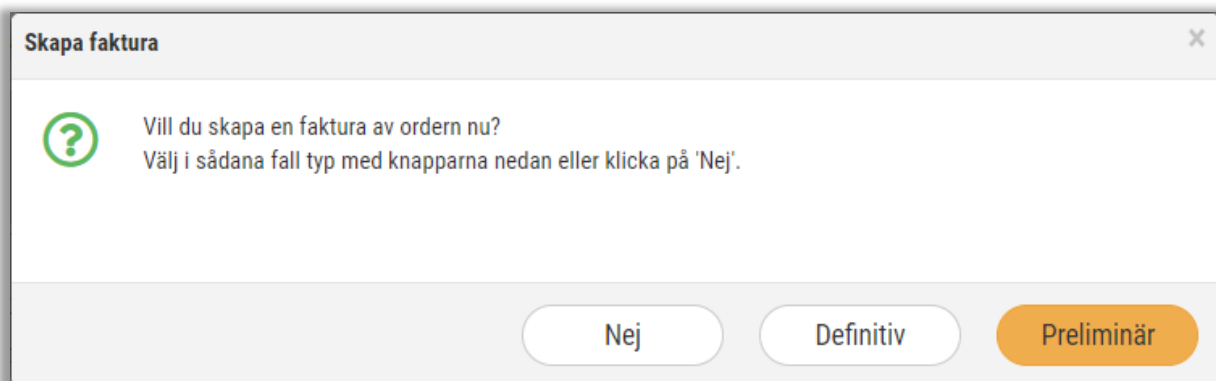 Skapa faktura
Vill du skapa en faktura av ordern nu?
Välj i sådana fall typ med knapparna nedan eller klicka på 'Nej'.
Nej
Definitiv
Preliminär